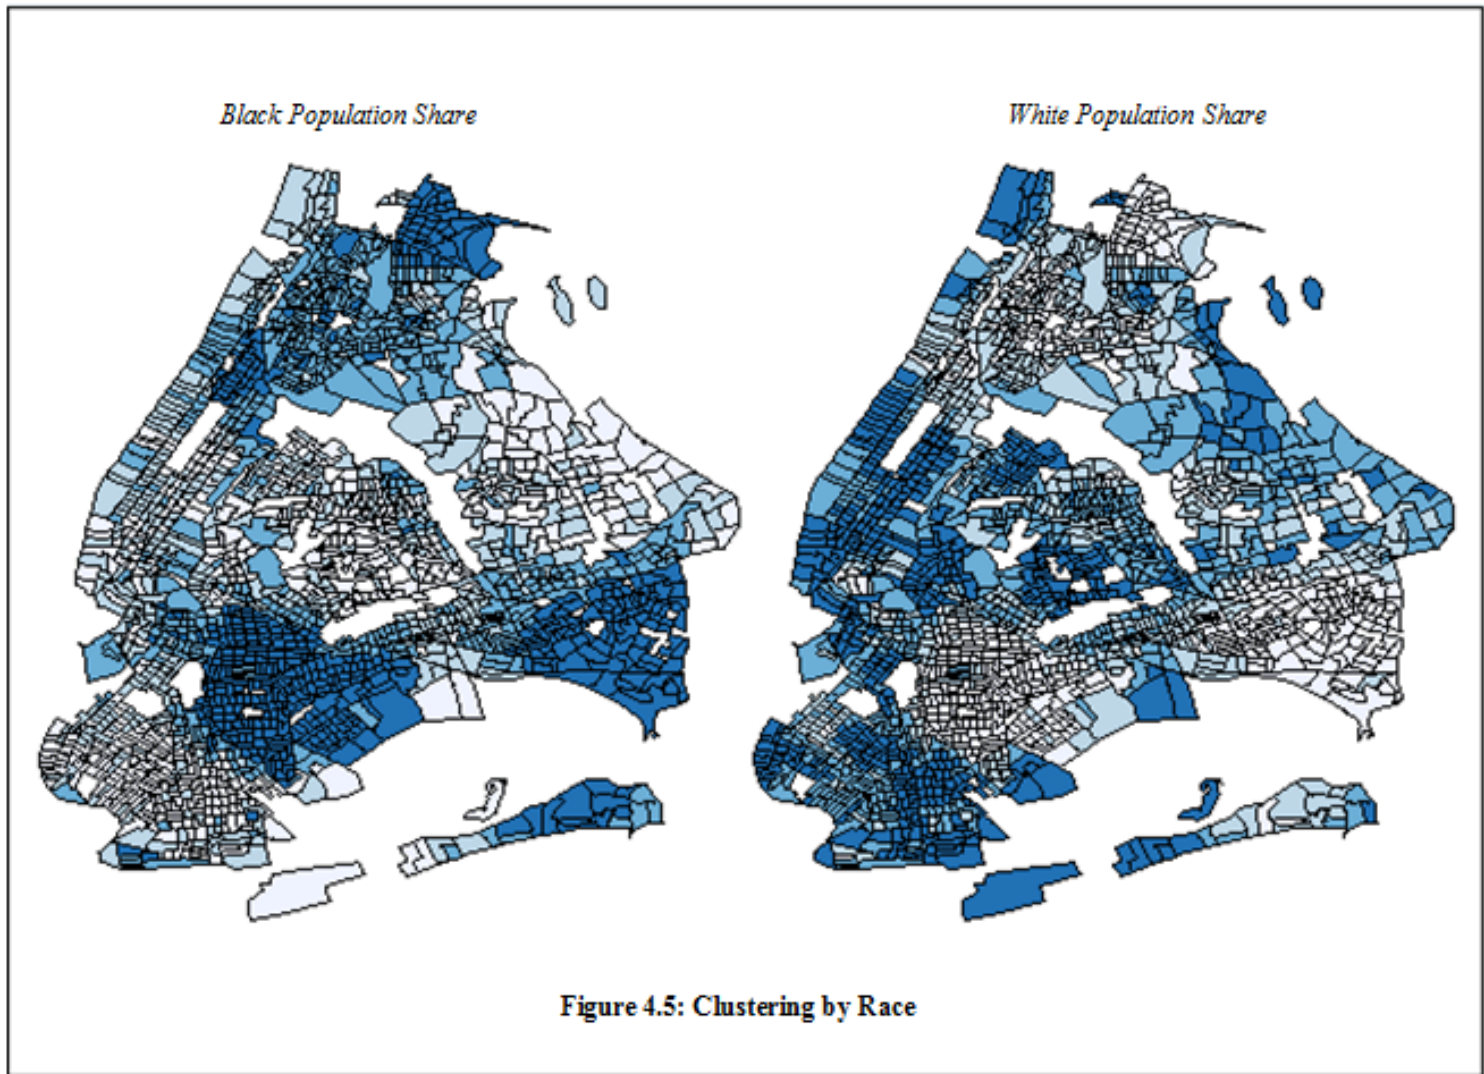 Black Population Share
White Population Share
Figure 4.5: Clustering by Race